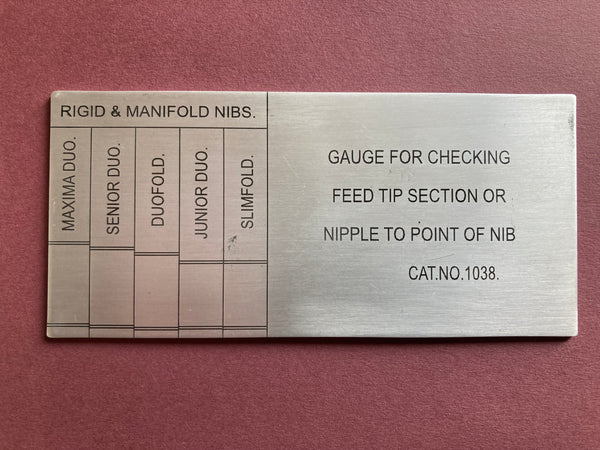 RIGID & MANIFOLD NIBS.
MAXIMA DUO.
SENIOR DUO.
DUOFOLD.
JUNIOR DUO.
SLIMFOLD.
GAUGE FOR CHECKING
FEED TIP SECTION OR
NIPPLE TO POINT OF NIB
CAT.NO.1038.